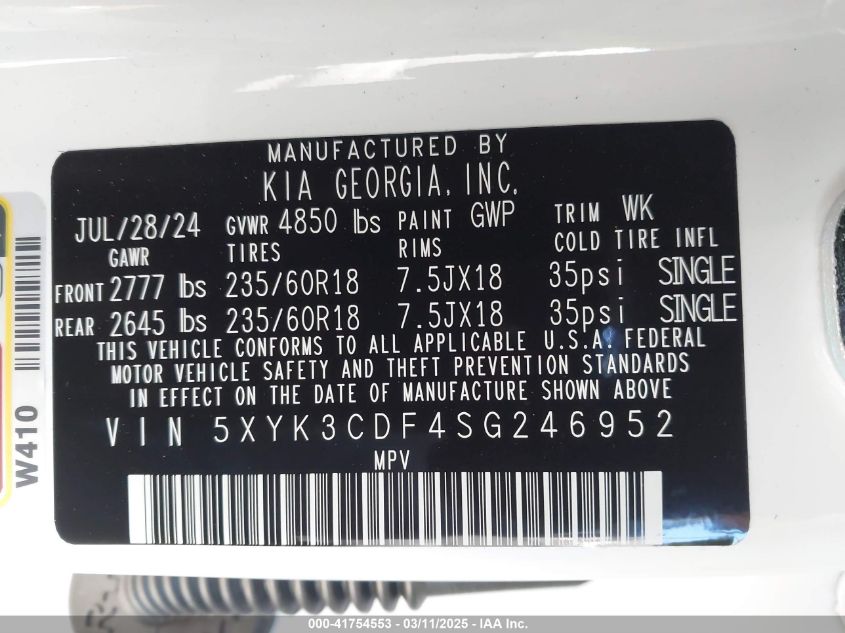 MANUFACTURED BY
KIA GEORGIA, INC.
JUL/28/24 GVWR 4850 lbs PAINT GWP TRIM WK
GAWR TIRES RIMS COLD TIRE INFL
FRONT 2777 lbs 235/60R18 7.5JX18 35psi SINGLE
REAR 2645 lbs 235/60R18 7.5JX18 35psi SINGLE
THIS VEHICLE CONFORMS TO ALL APPLICABLE U.S.A. FEDERAL
MOTOR VEHICLE SAFETY AND THEFT PREVENTION STANDARDS
IN EFFECT ON THE DATE OF MANUFACTURE SHOWN ABOVE
VIN 5XYK3CDF4SG246952
MPV
W410
000-41754553 - 03/11/2025 - IAA Inc.